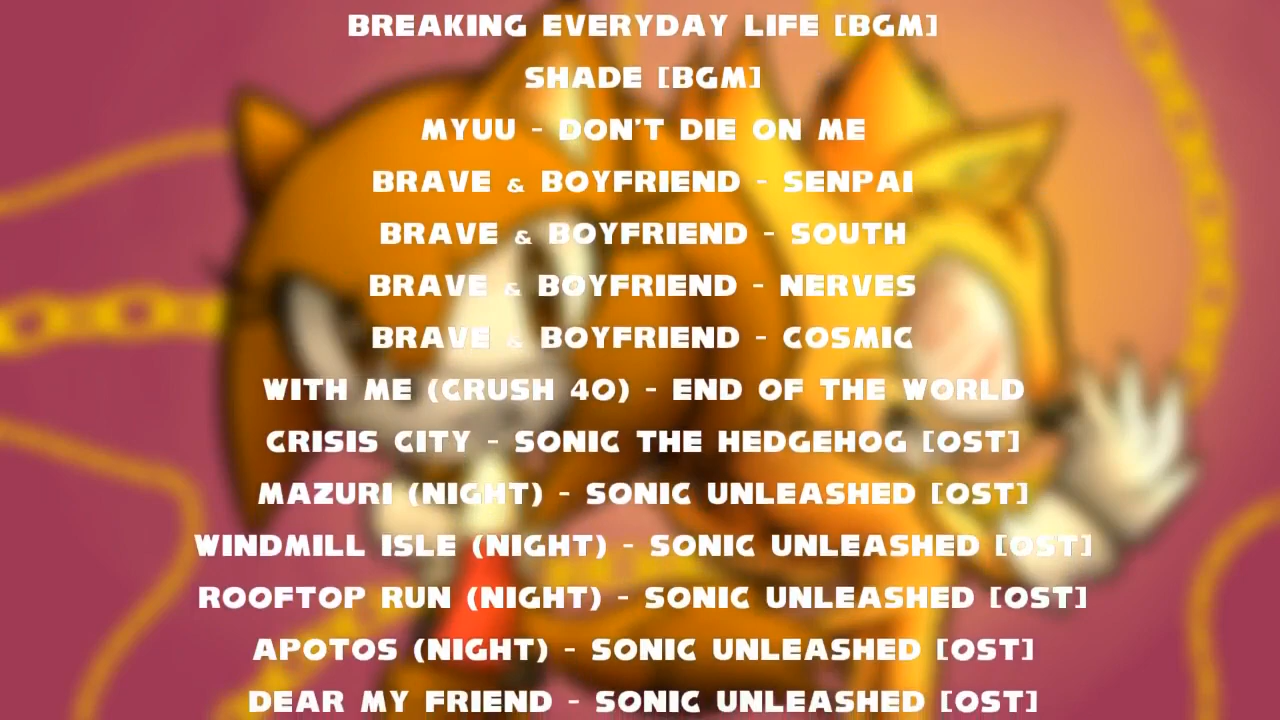 BREAKING EVERYDAY LIFE [BGM]
SHADE [BGM]
MYUU - DON'T DIE ON ME
BRAVE & BOYFRIEND - SENPAI
BRAVE & BOYFRIEND - SOUTH
BRAVE & BOYFRIEND - NERVES
BRAVE & BOYFRIEND - COSMIC
WITH ME (CRUSH 40) - END OF THE WORLD
CRISIS CITY - SONIC THE HEDGEHOG [OST]
MAZURI (NIGHT) - SONIC UNLEASHED [OST]
WINDMILL ISLE (NIGHT) - SONIC UNLEASHED [OST]
ROOFTOP RUN (NIGHT) - SONIC UNLEASHED [OST]
APOTOS (NIGHT) - SONIC UNLEASHED [OST]
DEAR MY FRIEND - SONIC UNLEASHED [OST]